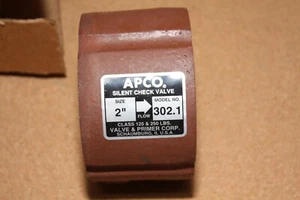 APCO®
SILENT CHECK VALVE
SIZE MODEL NO.
2" FLOW 302.1
CLASS 125 & 250 LBS.
VALVE & PRIMER CORP.
SCHAUMBURG, IL U.S.A.